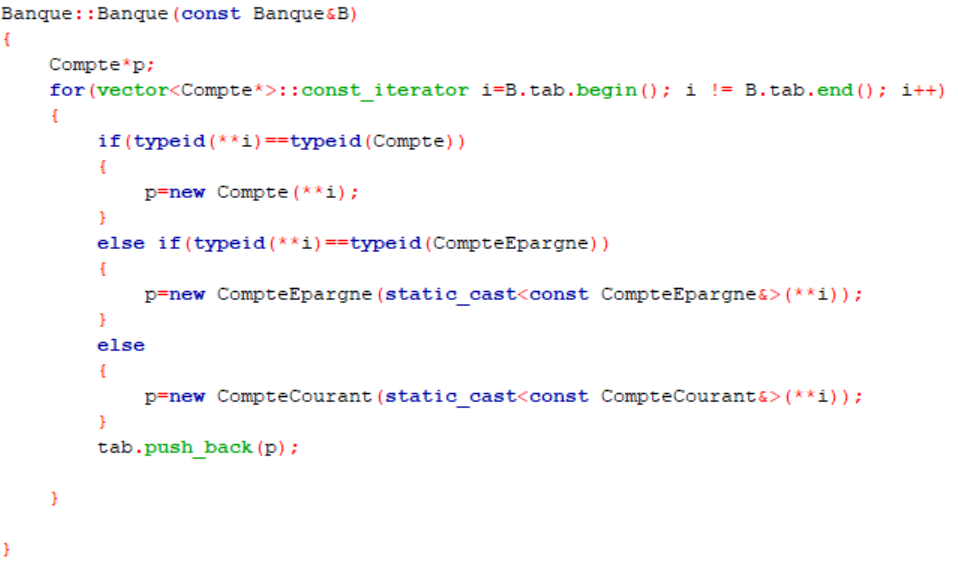 Banque::Banque(const Banque&B)
{
    Compte*p;
    for(vector<Compte*>::const_iterator i=B.tab.begin(); i != B.tab.end(); i++)
    {
        if(typeid(**i)==typeid(Compte))
        {
            p=new Compte(**i);
        }
        else if(typeid(**i)==typeid(CompteEpargne))
        {
            p=new CompteEpargne(static_cast<const CompteEpargne&>(**i));
        }
        else
        {
            p=new CompteCourant(static_cast<const CompteCourant&>(**i));
        }
        tab.push_back(p);
    }
}